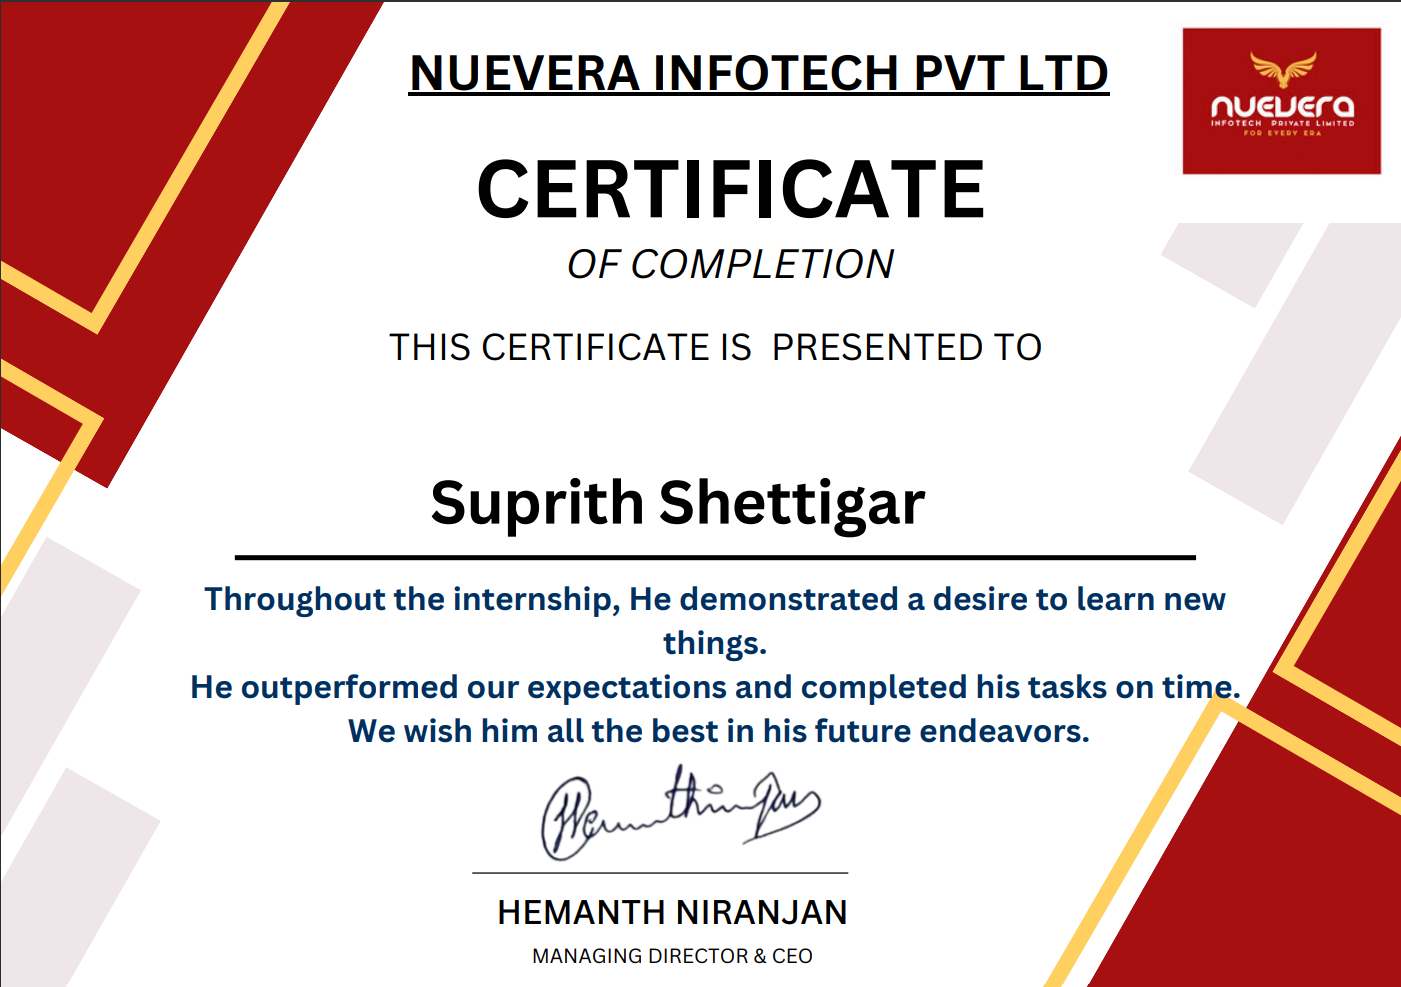 NUEVERA INFOTECH PVT LTD
nuevera
INFOTECH PRIVATE LIMITED
FOR EVERY ERA
CERTIFICATE
OF COMPLETION
THIS CERTIFICATE IS PRESENTED TO
Suprith Shettigar
Throughout the internship, He demonstrated a desire to learn new
things.
He outperformed our expectations and completed his tasks on time.
We wish him all the best in his future endeavors.
HEMANTH NIRANJAN
MANAGING DIRECTOR & CEO